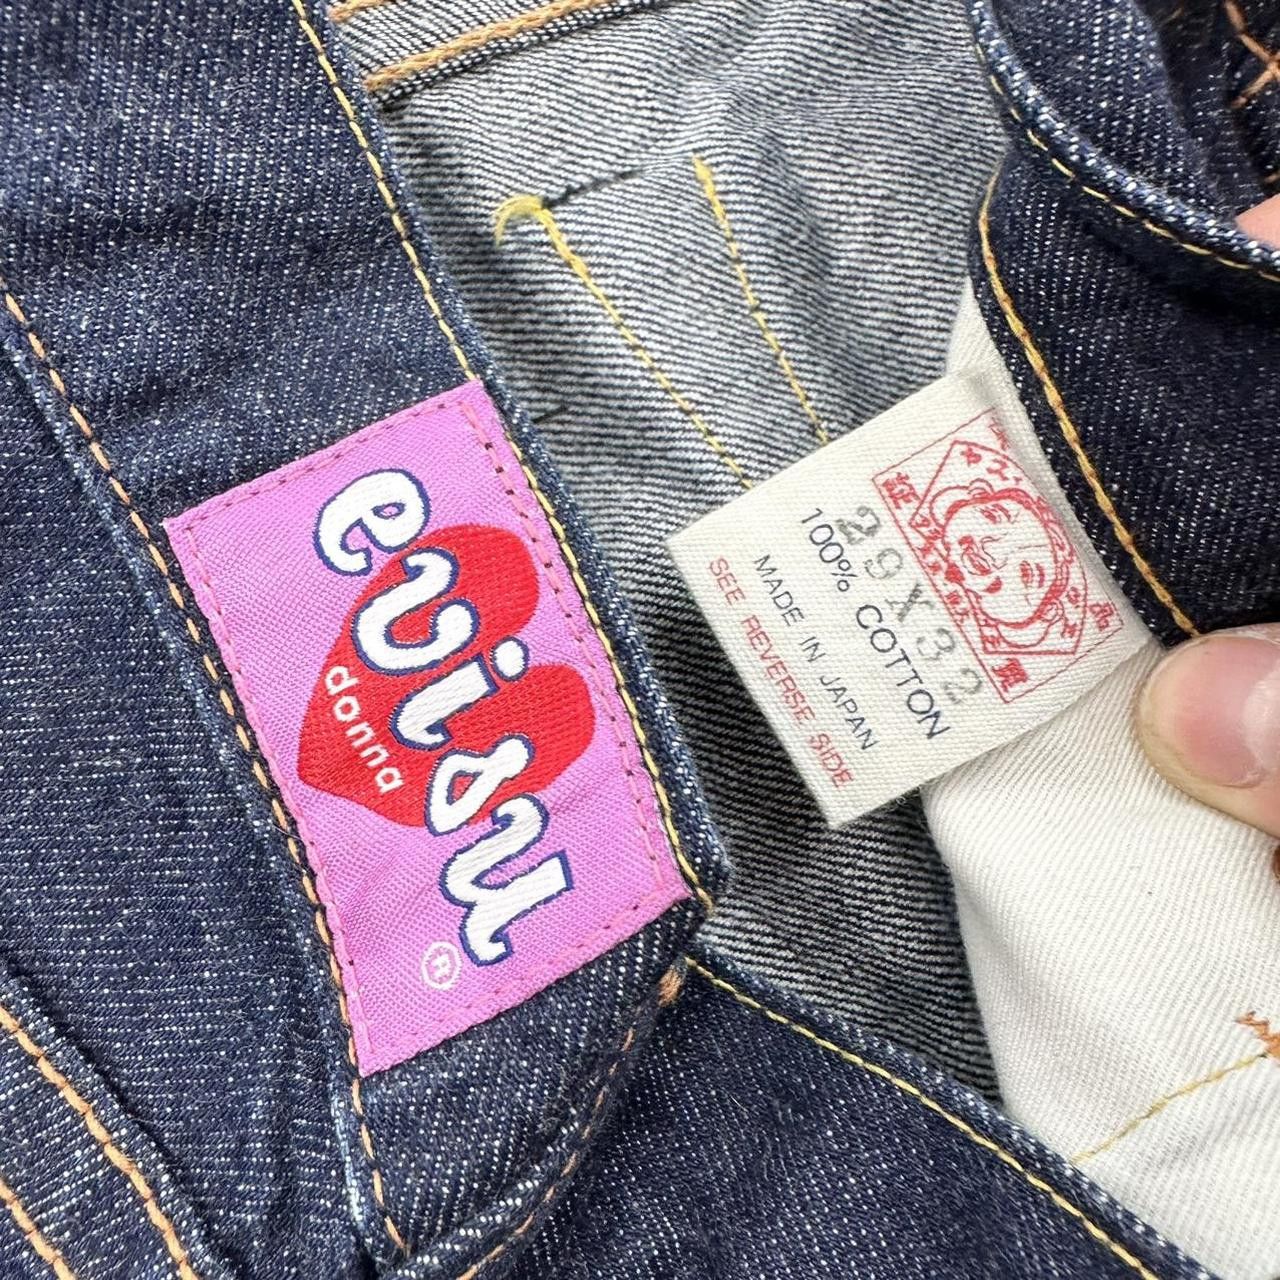 evisu
donna
®
29X32
100% COTTON
MADE IN JAPAN
SEE REVERSE SIDE